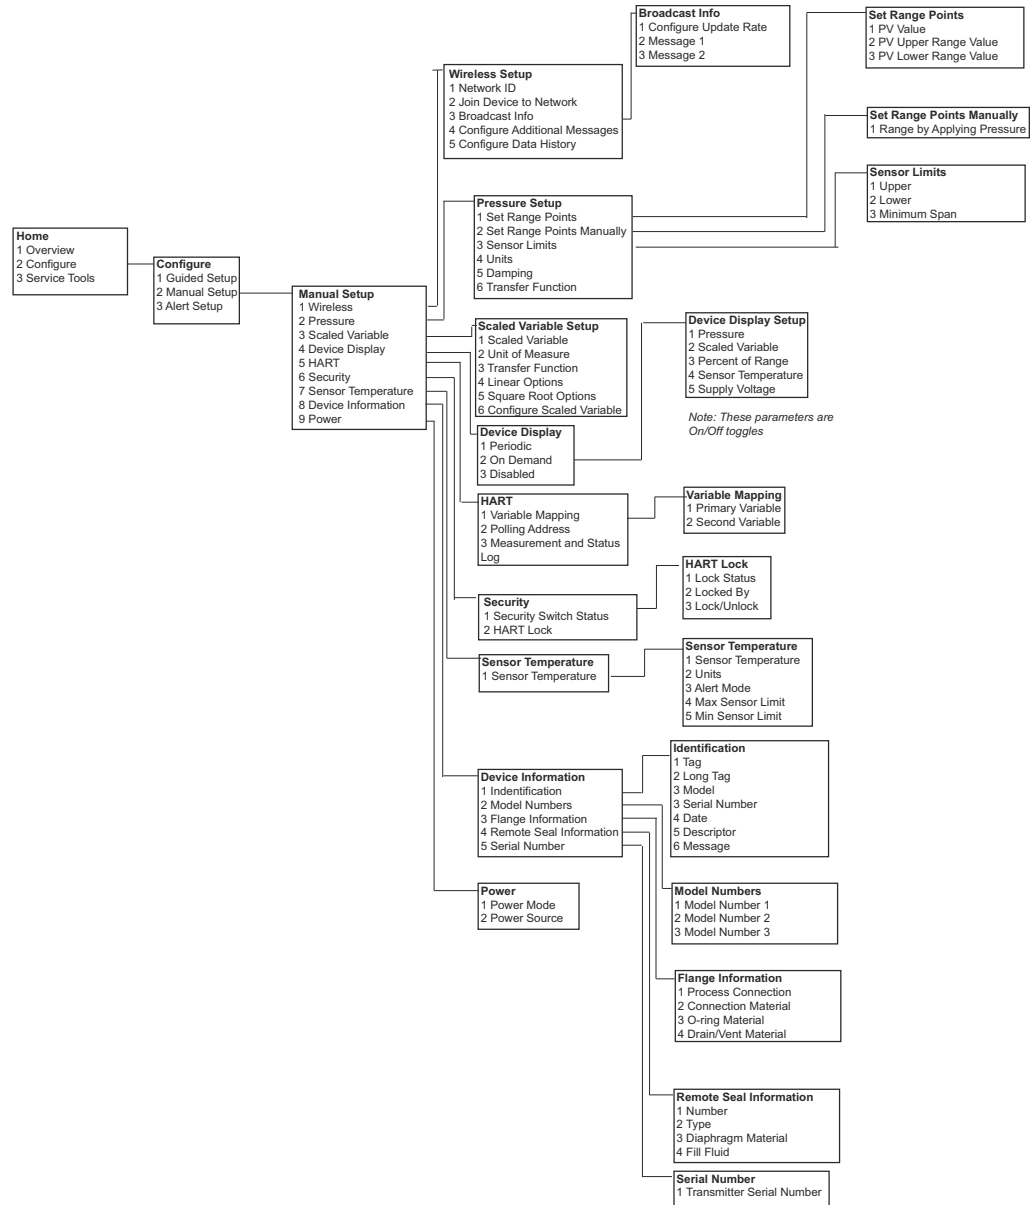 Home
1 Overview
2 Configure
3 Service Tools
Configure
1 Guided Setup
2 Manual Setup
3 Alert Setup
Manual Setup
1 Wireless
2 Pressure
3 Scaled Variable
4 Device Display
5 HART
6 Security
7 Sensor Temperature
8 Device Information
9 Power
Wireless Setup
1 Network ID
2 Join Device to Network
3 Broadcast Info
4 Configure Additional Messages
5 Configure Data History
Broadcast Info
1 Configure Update Rate
2 Message 1
3 Message 2
Pressure Setup
1 Set Range Points
2 Set Range Points Manually
3 Sensor Limits
4 Units
5 Damping
6 Transfer Function
Set Range Points
1 PV Value
2 PV Upper Range Value
3 PV Lower Range Value
Set Range Points Manually
1 Range by Applying Pressure
Sensor Limits
1 Upper
2 Lower
3 Minimum Span
Scaled Variable Setup
1 Scaled Variable
2 Unit of Measure
3 Transfer Function
4 Linear Options
5 Square Root Options
6 Configure Scaled Variable
Device Display
1 Periodic
2 On Demand
3 Disabled
Device Display Setup
1 Pressure
2 Scaled Variable
3 Percent of Range
4 Sensor Temperature
5 Supply Voltage
Note: These parameters are
On/Off toggles
HART
1 Variable Mapping
2 Polling Address
3 Measurement and Status
Log
Variable Mapping
1 Primary Variable
2 Second Variable
Security
1 Security Switch Status
2 HART Lock
HART Lock
1 Lock Status
2 Locked By
3 Lock/Unlock
Sensor Temperature
1 Sensor Temperature
Sensor Temperature
1 Sensor Temperature
2 Units
3 Alert Mode
4 Max Sensor Limit
5 Min Sensor Limit
Device Information
1 Indentification
2 Model Numbers
3 Flange Information
4 Remote Seal Information
5 Serial Number
Identification
1 Tag
2 Long Tag
3 Model
3 Serial Number
4 Date
5 Descriptor
6 Message
Power
1 Power Mode
2 Power Source
Model Numbers
1 Model Number 1
2 Model Number 2
3 Model Number 3
Flange Information
1 Process Connection
2 Connection Material
3 O-ring Material
4 Drain/Vent Material
Remote Seal Information
1 Number
2 Type
3 Diaphragm Material
4 Fill Fluid
Serial Number
1 Transmitter Serial Number